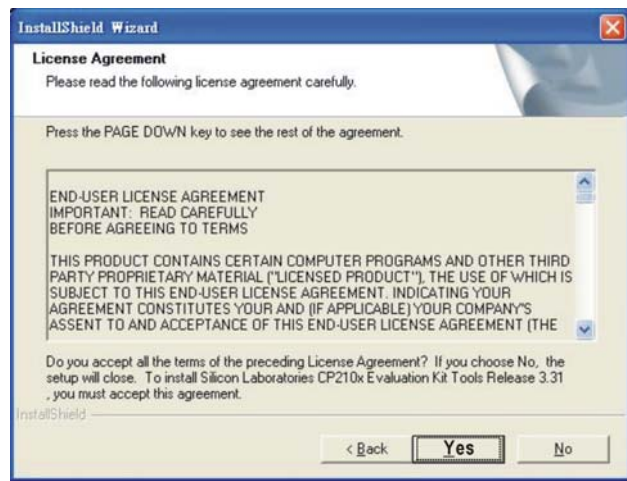 InstallShield Wizard
License Agreement
Please read the following license agreement carefully.
Press the PAGE DOWN key to see the rest of the agreement.
END-USER LICENSE AGREEMENT
IMPORTANT: READ CAREFULLY
BEFORE AGREEING TO TERMS
THIS PRODUCT CONTAINS CERTAIN COMPUTER PROGRAMS AND OTHER THIRD
PARTY PROPRIETARY MATERIAL ("LICENSED PRODUCT"), THE USE OF WHICH IS
SUBJECT TO THIS END-USER LICENSE AGREEMENT. INDICATING YOUR
AGREEMENT CONSTITUTES YOUR AND (IF APPLICABLE) YOUR COMPANY'S
ASSENT TO AND ACCEPTANCE OF THIS END-USER LICENSE AGREEMENT (THE
Do you accept all the terms of the preceding License Agreement? If you choose No, the
setup will close. To install Silicon Laboratories CP210x Evaluation Kit Tools Release 3.31
, you must accept this agreement.
InstallShield
< Back Yes No